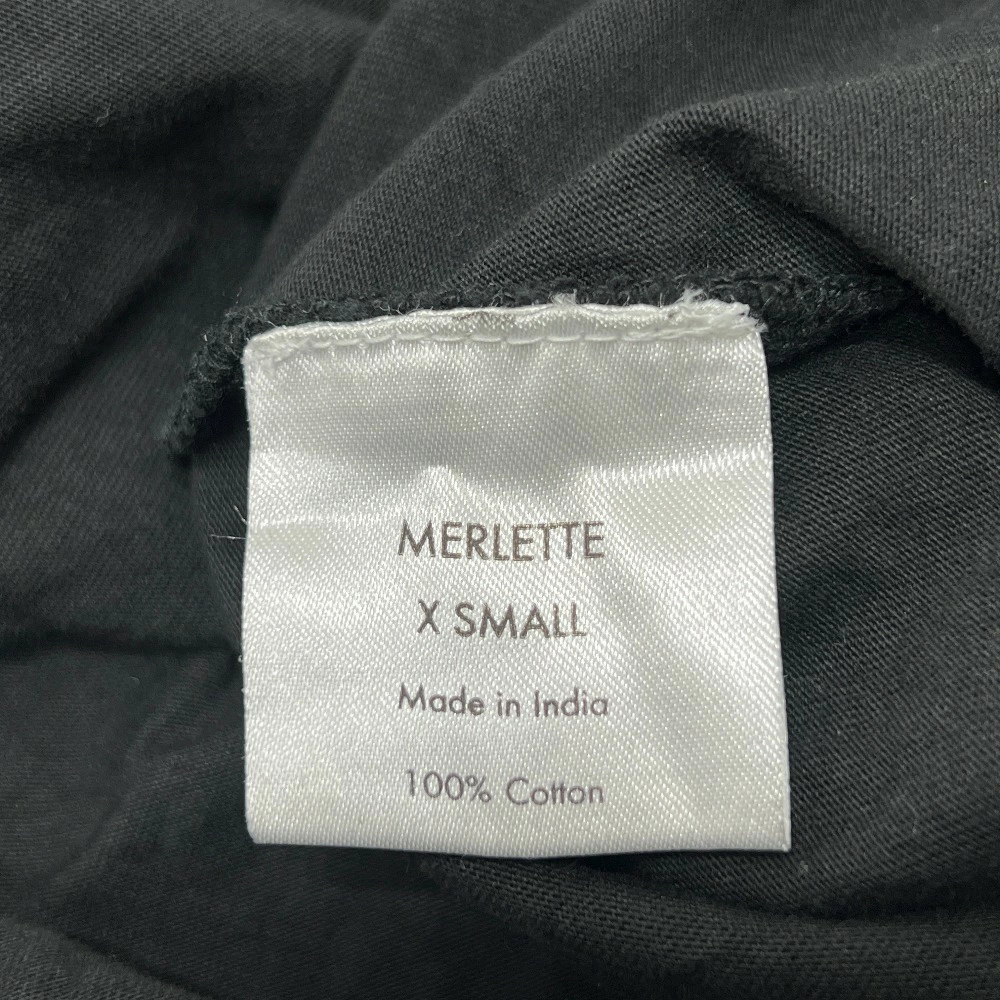 MERLETTE
X SMALL
Made in India
100% Cotton